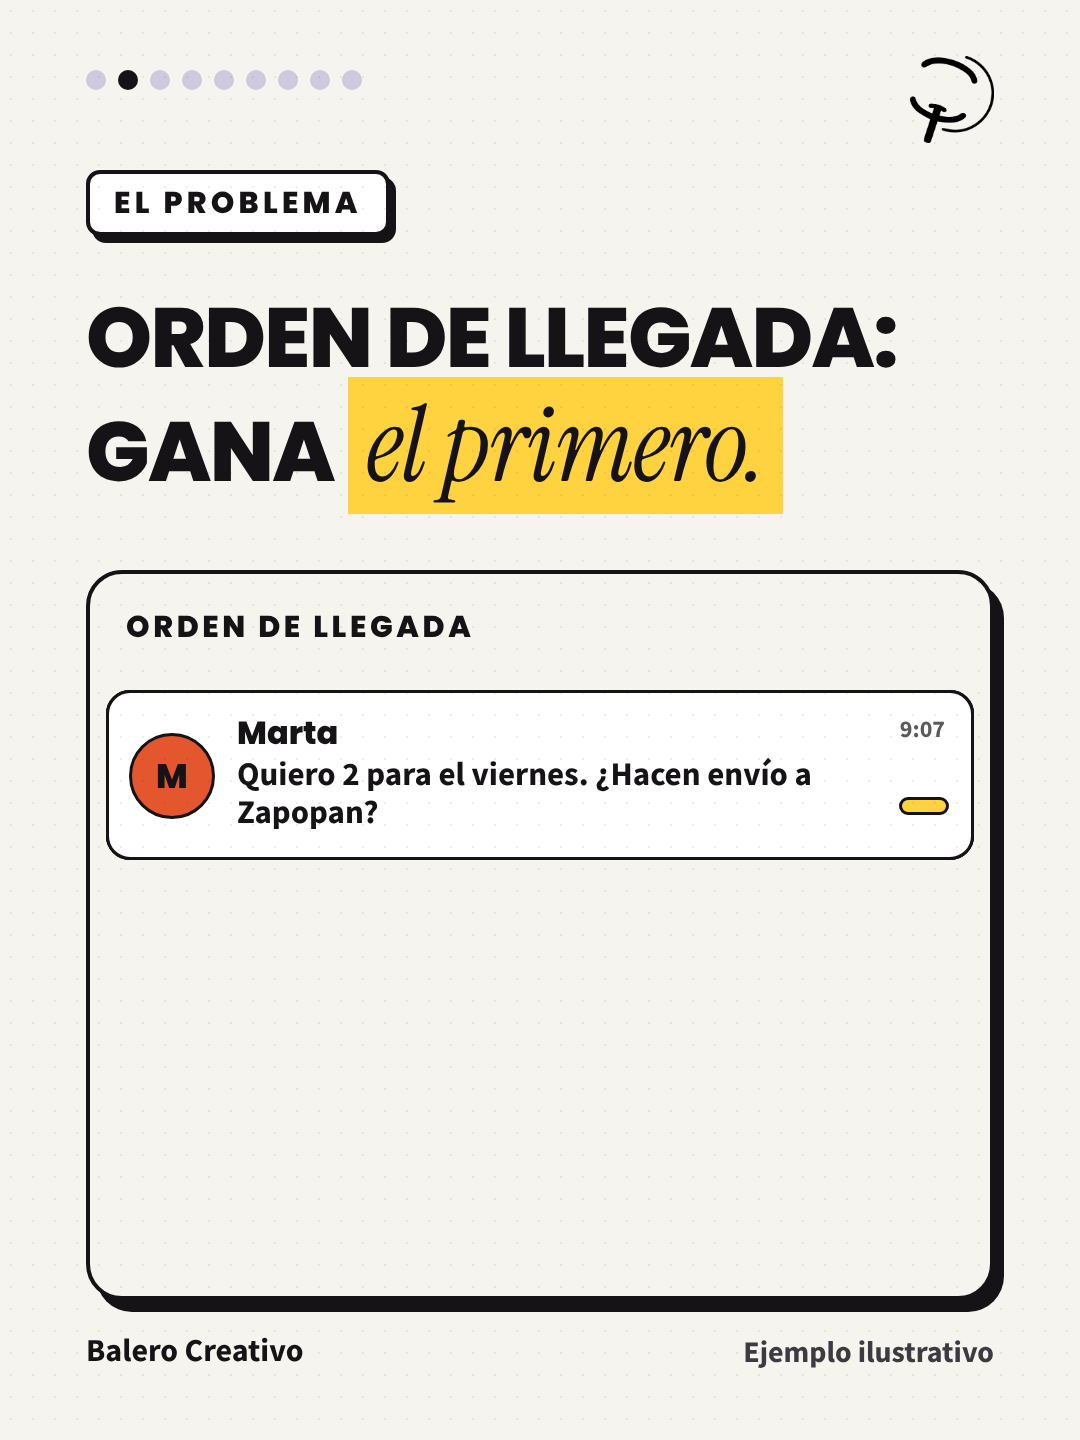 EL PROBLEMA
ORDEN DE LLEGADA:
GANA el primero.
ORDEN DE LLEGADA
M
Marta
9:07
Quiero 2 para el viernes. ¿Hacen envío a
Zapopan?
Balero Creativo
Ejemplo ilustrativo